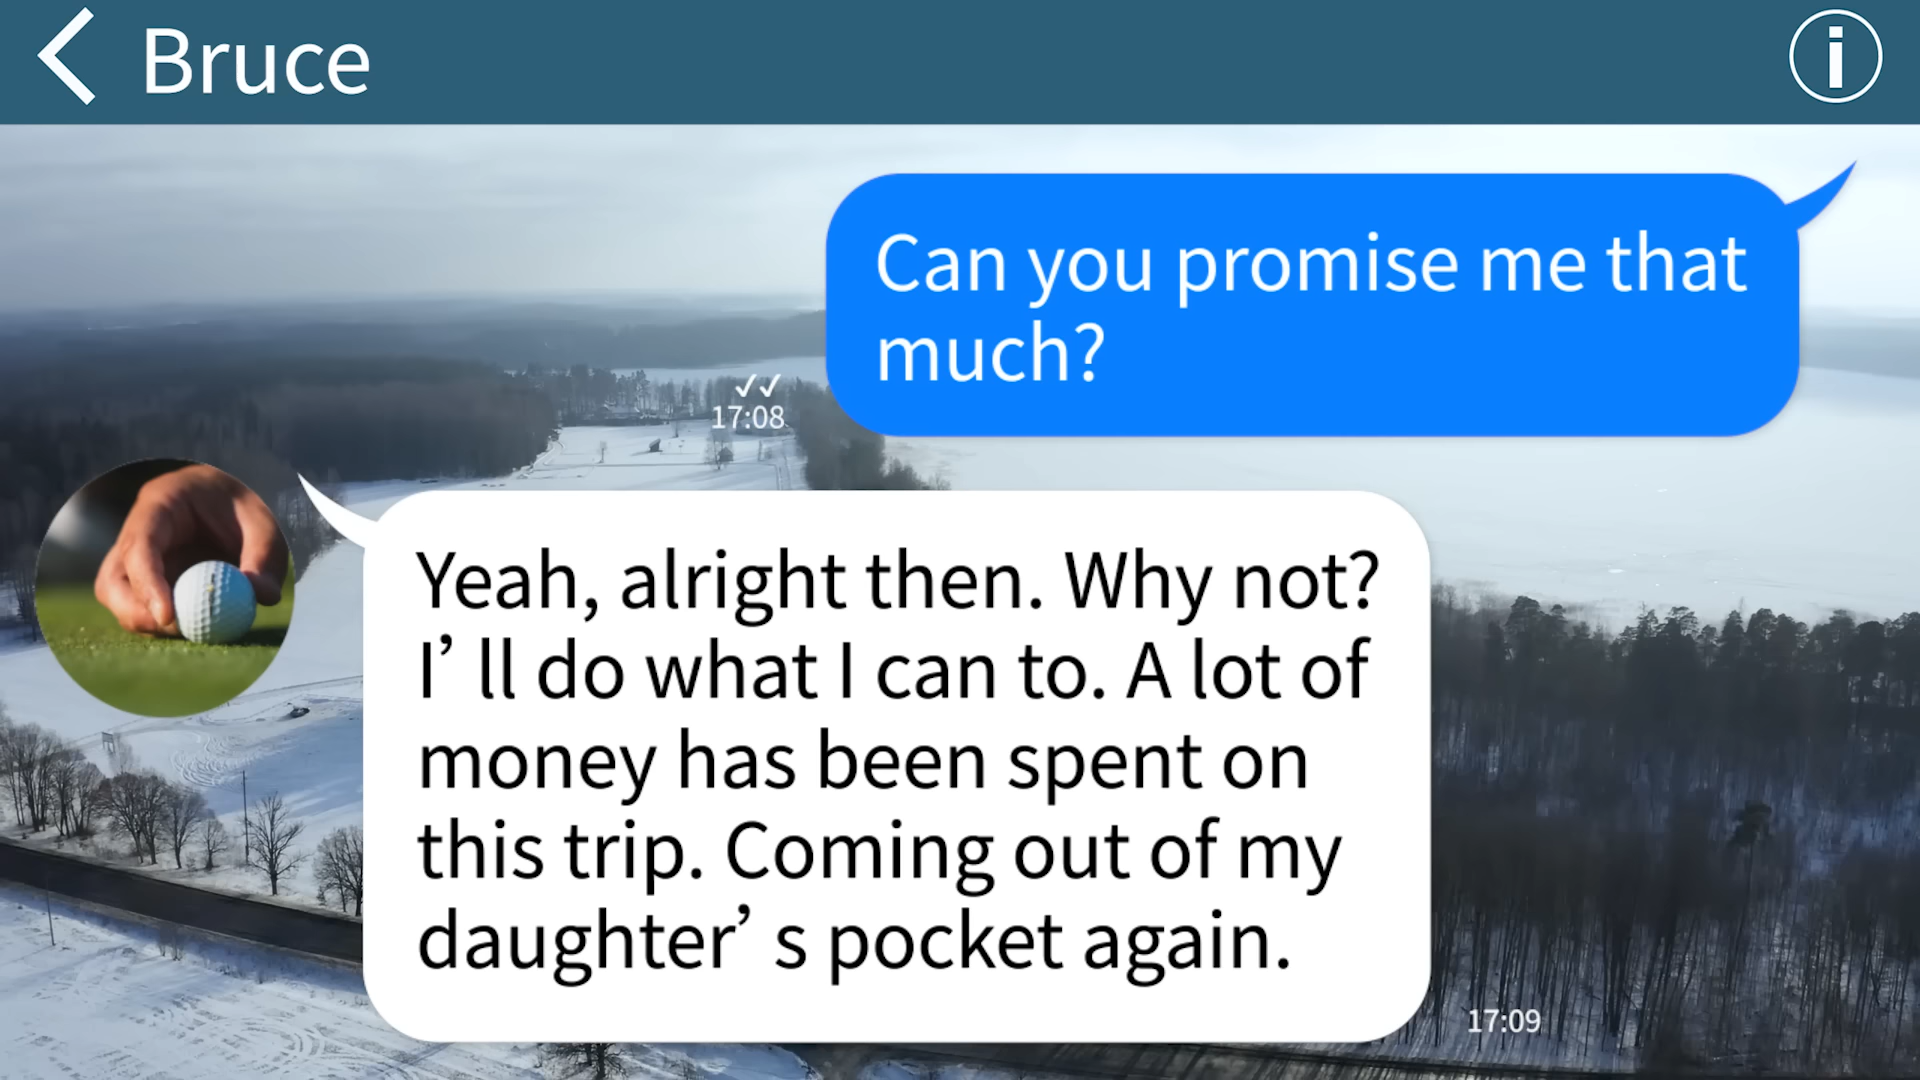 Bruce
Can you promise me that
much?
✓✓
17:08
Yeah, alright then. Why not?
I’ll do what I can to. A lot of
money has been spent on
this trip. Coming out of my
daughter’s pocket again.
17:09